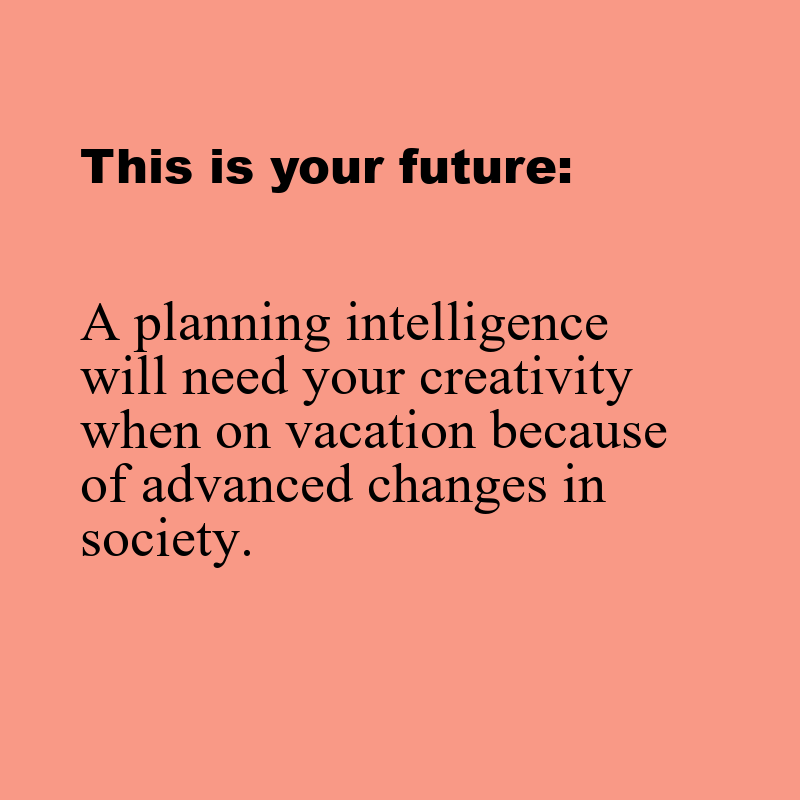 This is your future:
A planning intelligence
will need your creativity
when on vacation because
of advanced changes in
society.